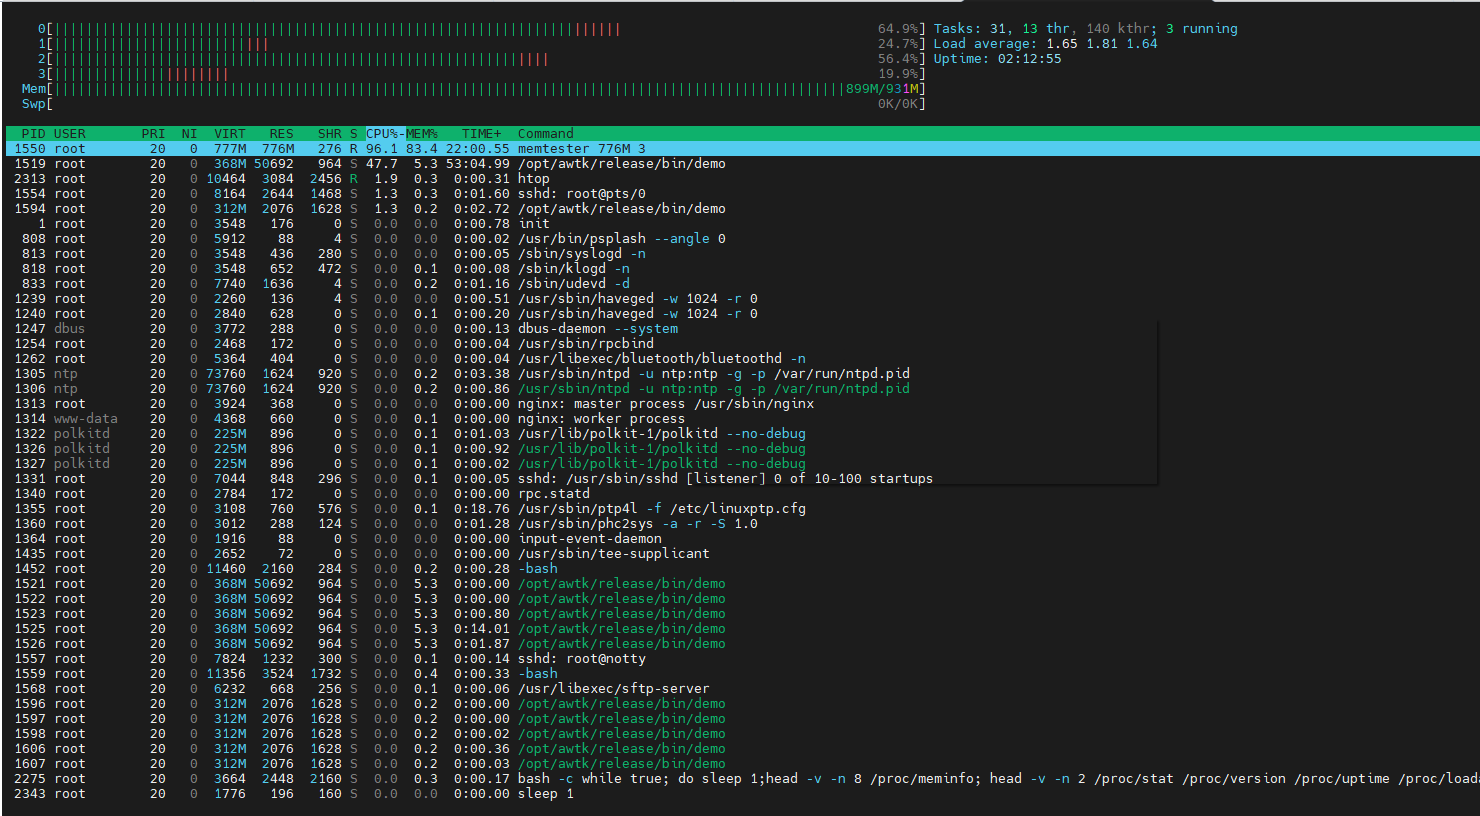 0[ 64.9%] Tasks: 31, 13 thr, 140 kthr; 3 running
1[ 24.7%] Load average: 1.65 1.81 1.64
2[ 56.4%] Uptime: 02:12:55
3[ 19.9%]
Mem[ 899M/931M]
Swp[ 0K/0K]
PID USER PRI NI VIRT RES SHR S CPU%-MEM% TIME+ Command
1550 root 20 0 777M 776M 276 R 96.1 83.4 22:00.55 memtester 776M 3
1519 root 20 0 368M 50692 964 S 47.7 5.3 53:04.99 /opt/awtk/release/bin/demo
2313 root 20 0 10464 3084 2456 R 1.9 0.3 0:00.31 htop
1554 root 20 0 8164 2644 1468 S 1.3 0.3 0:01.60 sshd: root@pts/0
1594 root 20 0 312M 2076 1628 S 1.3 0.2 0:02.72 /opt/awtk/release/bin/demo
1 root 20 0 3548 176 0 S 0.0 0.0 0:00.78 init
808 root 20 0 5912 88 4 S 0.0 0.0 0:00.02 /usr/bin/psplash --angle 0
813 root 20 0 3548 436 280 S 0.0 0.0 0:00.05 /sbin/syslogd -n
818 root 20 0 3548 652 472 S 0.0 0.1 0:00.08 /sbin/klogd -n
833 root 20 0 7740 1636 4 S 0.0 0.2 0:01.16 /sbin/udevd -d
1239 root 20 0 2260 136 4 S 0.0 0.0 0:00.51 /usr/sbin/haveged -w 1024 -r 0
1240 root 20 0 2840 628 0 S 0.0 0.1 0:00.20 /usr/sbin/haveged -w 1024 -r 0
1247 dbus 20 0 3772 288 0 S 0.0 0.0 0:00.13 dbus-daemon --system
1254 root 20 0 2468 172 0 S 0.0 0.0 0:00.04 /usr/sbin/rpcbind
1262 root 20 0 5364 404 0 S 0.0 0.0 0:00.04 /usr/libexec/bluetooth/bluetoothd -n
1305 ntp 20 0 73760 1624 920 S 0.0 0.2 0:03.38 /usr/sbin/ntpd -u ntp:ntp -g -p /var/run/ntpd.pid
1306 ntp 20 0 73760 1624 920 S 0.0 0.2 0:00.86 /usr/sbin/ntpd -u ntp:ntp -g -p /var/run/ntpd.pid
1313 root 20 0 3924 368 0 S 0.0 0.0 0:00.00 nginx: master process /usr/sbin/nginx
1314 www-data 20 0 4368 660 0 S 0.0 0.1 0:00.00 nginx: worker process
1322 polkitd 20 0 225M 896 0 S 0.0 0.1 0:01.03 /usr/lib/polkit-1/polkitd --no-debug
1326 polkitd 20 0 225M 896 0 S 0.0 0.1 0:00.92 /usr/lib/polkit-1/polkitd --no-debug
1327 polkitd 20 0 225M 896 0 S 0.0 0.1 0:00.02 /usr/lib/polkit-1/polkitd --no-debug
1331 root 20 0 7044 848 296 S 0.0 0.1 0:00.05 sshd: /usr/sbin/sshd [listener] 0 of 10-100 startups
1340 root 20 0 2784 172 0 S 0.0 0.0 0:00.00 rpc.statd
1355 root 20 0 3108 760 576 S 0.0 0.1 0:18.76 /usr/sbin/ptp4l -f /etc/linuxptp.cfg
1360 root 20 0 3012 288 124 S 0.0 0.0 0:01.28 /usr/sbin/phc2sys -a -r -S 1.0
1364 root 20 0 1916 88 0 S 0.0 0.0 0:00.00 input-event-daemon
1435 root 20 0 2652 72 0 S 0.0 0.0 0:00.00 /usr/sbin/tee-supplicant
1452 root 20 0 11460 2160 284 S 0.0 0.2 0:00.28 -bash
1521 root 20 0 368M 50692 964 S 0.0 5.3 0:00.00 /opt/awtk/release/bin/demo
1522 root 20 0 368M 50692 964 S 0.0 5.3 0:00.00 /opt/awtk/release/bin/demo
1523 root 20 0 368M 50692 964 S 0.0 5.3 0:00.80 /opt/awtk/release/bin/demo
1525 root 20 0 368M 50692 964 S 0.0 5.3 0:14.01 /opt/awtk/release/bin/demo
1526 root 20 0 368M 50692 964 S 0.0 5.3 0:01.87 /opt/awtk/release/bin/demo
1557 root 20 0 7824 1232 300 S 0.0 0.1 0:00.14 sshd: root@notty
1559 root 20 0 11356 3524 1732 S 0.0 0.4 0:00.33 -bash
1568 root 20 0 6232 668 256 S 0.0 0.1 0:00.06 /usr/libexec/sftp-server
1596 root 20 0 312M 2076 1628 S 0.0 0.2 0:00.00 /opt/awtk/release/bin/demo
1597 root 20 0 312M 2076 1628 S 0.0 0.2 0:00.00 /opt/awtk/release/bin/demo
1598 root 20 0 312M 2076 1628 S 0.0 0.2 0:00.02 /opt/awtk/release/bin/demo
1606 root 20 0 312M 2076 1628 S 0.0 0.2 0:00.36 /opt/awtk/release/bin/demo
1607 root 20 0 312M 2076 1628 S 0.0 0.2 0:00.03 /opt/awtk/release/bin/demo
2275 root 20 0 3664 2448 2160 S 0.0 0.3 0:00.17 bash -c while true; do sleep 1;head -v -n 8 /proc/meminfo; head -v -n 2 /proc/stat /proc/version /proc/uptime /proc/load
2343 root 20 0 1776 196 160 S 0.0 0.0 0:00.00 sleep 1